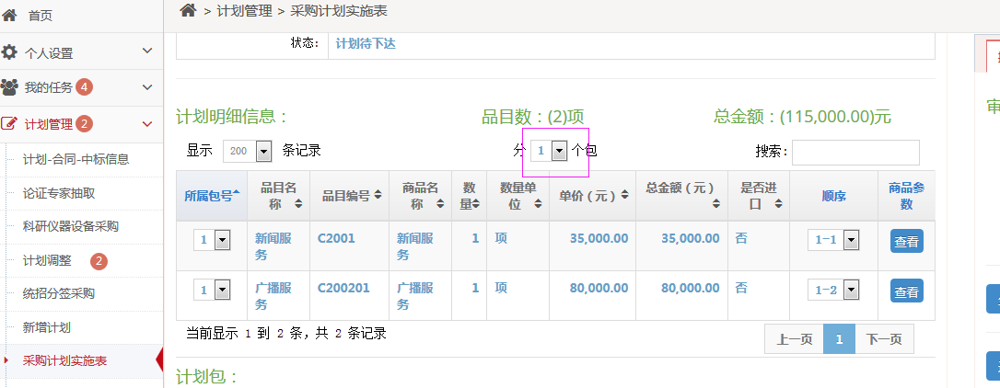 首页
个人设置
我的任务 4
计划管理 2
计划-合同-中标信息
论证专家抽取
科研仪器设备采购
计划调整 2
统招分签采购
新增计划
采购计划实施表
> 计划管理 > 采购计划实施表
状态： 计划待下达
计划明细信息： 品目数：(2)项 总金额：(115,000.00)元
显示 200 条记录 分 1 个包 搜索：
所属包号 品目名称 品目编号 商品名称 数量 数量单位 单价（元） 总金额（元） 是否进口 顺序 商品参数
1 新闻服务 C2001 新闻服务 1 项 35,000.00 35,000.00 否 1-1 查看
1 广播服务 C200201 广播服务 1 项 80,000.00 80,000.00 否 1-2 查看
当前显示 1 到 2 条，共 2 条记录 上一页 1 下一页
计划包：